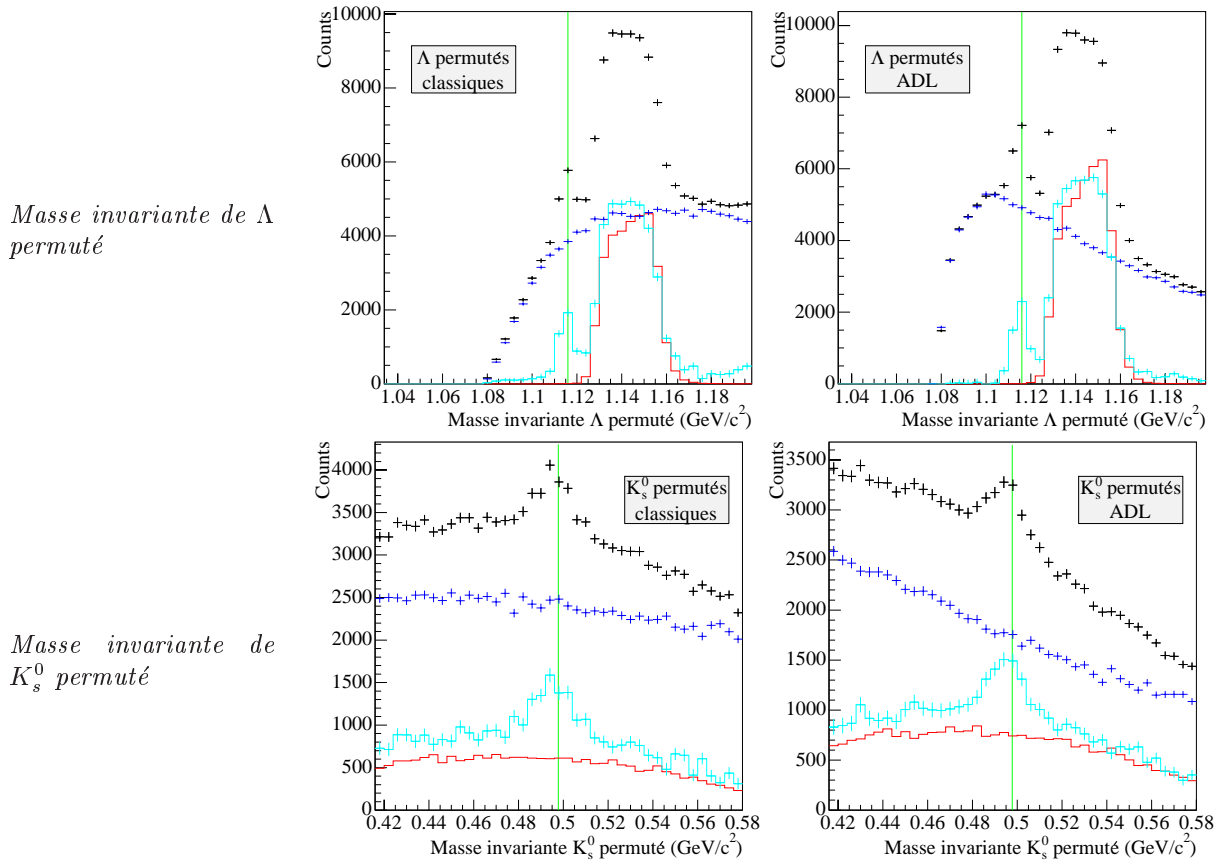 Masse invariante de Λ
permuté
Counts
10000
8000
6000
4000
2000
0
Λ permutés
classiques
1.04 1.06 1.08 1.1 1.12 1.14 1.16 1.18
Masse invariante Λ permuté (GeV/c²)
Counts
10000
8000
6000
4000
2000
0
Λ permutés
ADL
1.04 1.06 1.08 1.1 1.12 1.14 1.16 1.18
Masse invariante Λ permuté (GeV/c²)
Masse invariante de
K⁰ₛ permuté
Counts
4000
3500
3000
2500
2000
1500
1000
500
0
K⁰ₛ permutés
classiques
0.42 0.44 0.46 0.48 0.5 0.52 0.54 0.56 0.58
Masse invariante K⁰ₛ permuté (GeV/c²)
Counts
3500
3000
2500
2000
1500
1000
500
0
K⁰ₛ permutés
ADL
0.42 0.44 0.46 0.48 0.5 0.52 0.54 0.56 0.58
Masse invariante K⁰ₛ permuté (GeV/c²)